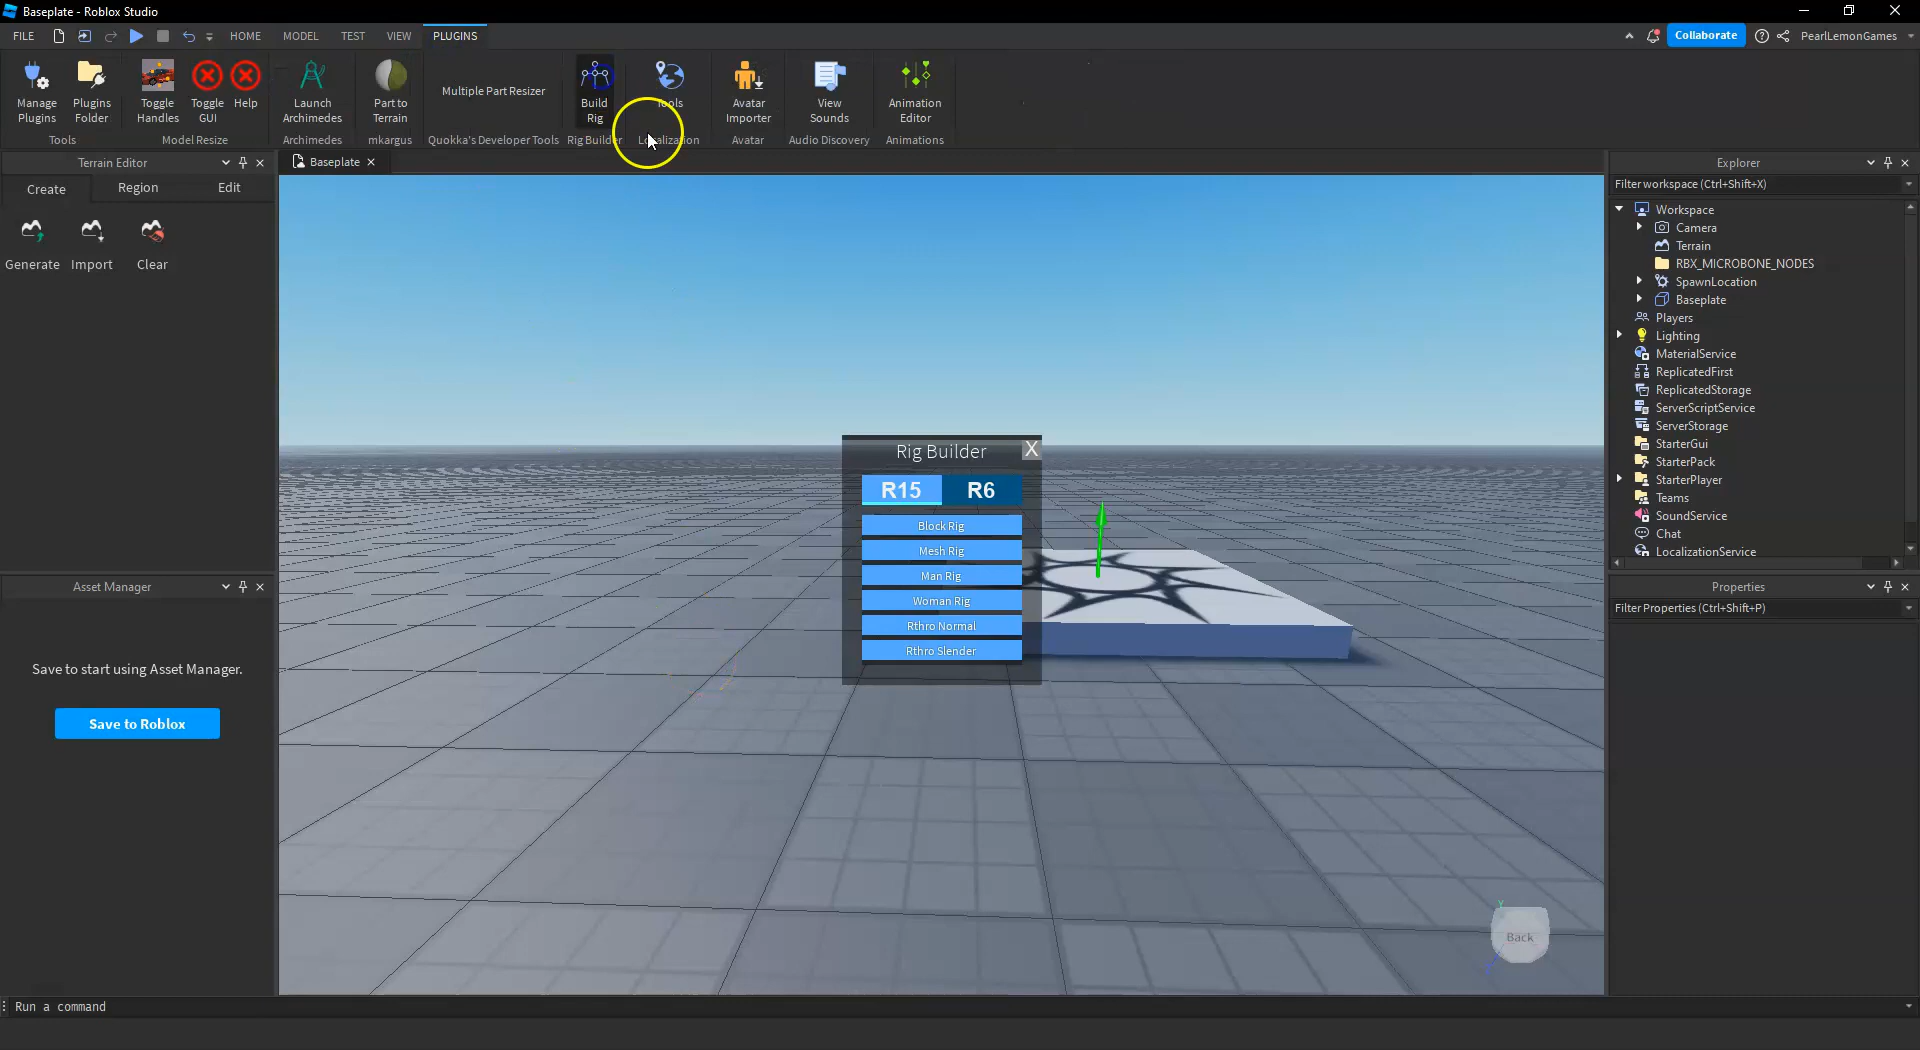 Baseplate - Roblox Studio
FILE HOME MODEL TEST VIEW PLUGINS Collaborate PearlLemonGames
Manage Plugins
Plugins Folder
Toggle Handles
Toggle GUI
Help
Launch Archimedes
Part to Terrain
Multiple Part Resizer
Build Rig
Tools
Avatar Importer
View Sounds
Animation Editor
Tools Model Resize Archimedes mkargus Quokka's Developer Tools Rig Builder Localization Avatar Audio Discovery Animations
Terrain Editor
Create Region Edit
Generate Import Clear
Asset Manager
Save to start using Asset Manager.
Save to Roblox
Baseplate
Rig Builder X
R15 R6
Block Rig
Mesh Rig
Man Rig
Woman Rig
Rthro Normal
Rthro Slender
Y
Back
Explorer
Filter workspace (Ctrl+Shift+X)
Workspace
Camera
Terrain
RBX_MICROBONE_NODES
SpawnLocation
Baseplate
Players
Lighting
MaterialService
ReplicatedFirst
ReplicatedStorage
ServerScriptService
ServerStorage
StarterGui
StarterPack
StarterPlayer
Teams
SoundService
Chat
LocalizationService
Properties
Filter Properties (Ctrl+Shift+P)
Run a command